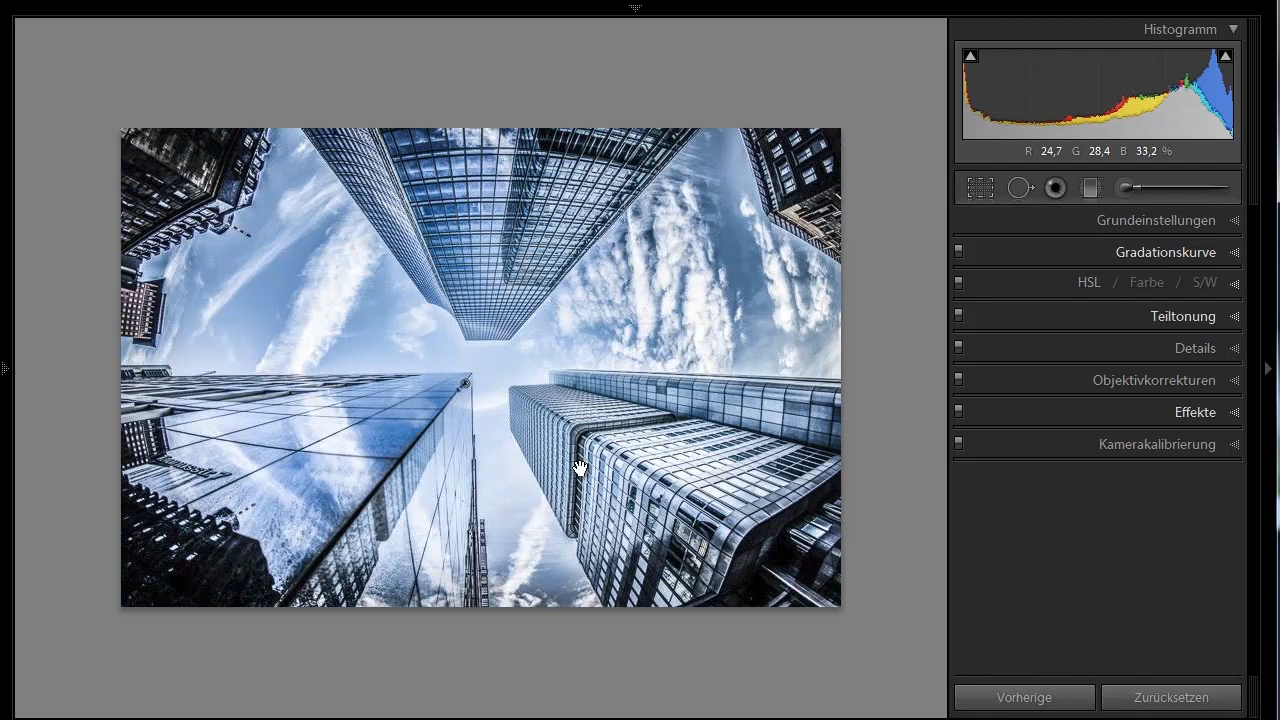 Histogramm
R 24,7 G 28,4 B 33,2 %
Grundeinstellungen
Gradationskurve
HSL / Farbe / S/W
Teiltonung
Details
Objektivkorrekturen
Effekte
Kamerakalibrierung
Vorherige
Zurücksetzen